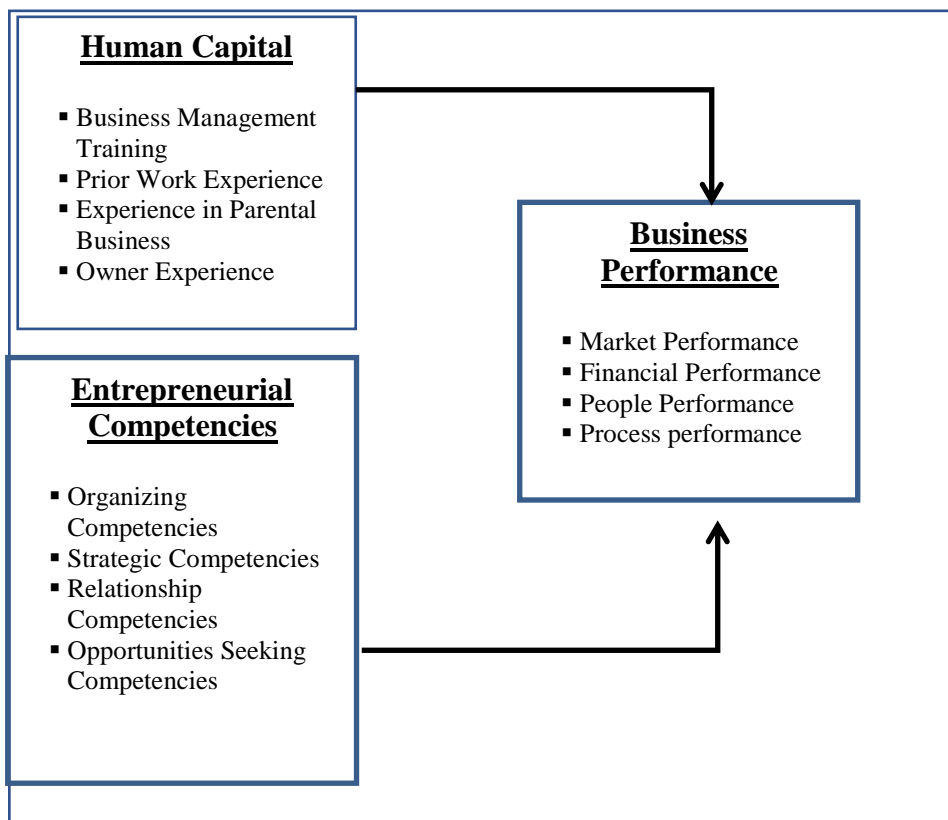 Human Capital
▪ Business Management
Training
▪ Prior Work Experience
▪ Experience in Parental
Business
▪ Owner Experience
Entrepreneurial
Competencies
▪ Organizing
Competencies
▪ Strategic Competencies
▪ Relationship
Competencies
▪ Opportunities Seeking
Competencies
Business
Performance
▪ Market Performance
▪ Financial Performance
▪ People Performance
▪ Process performance